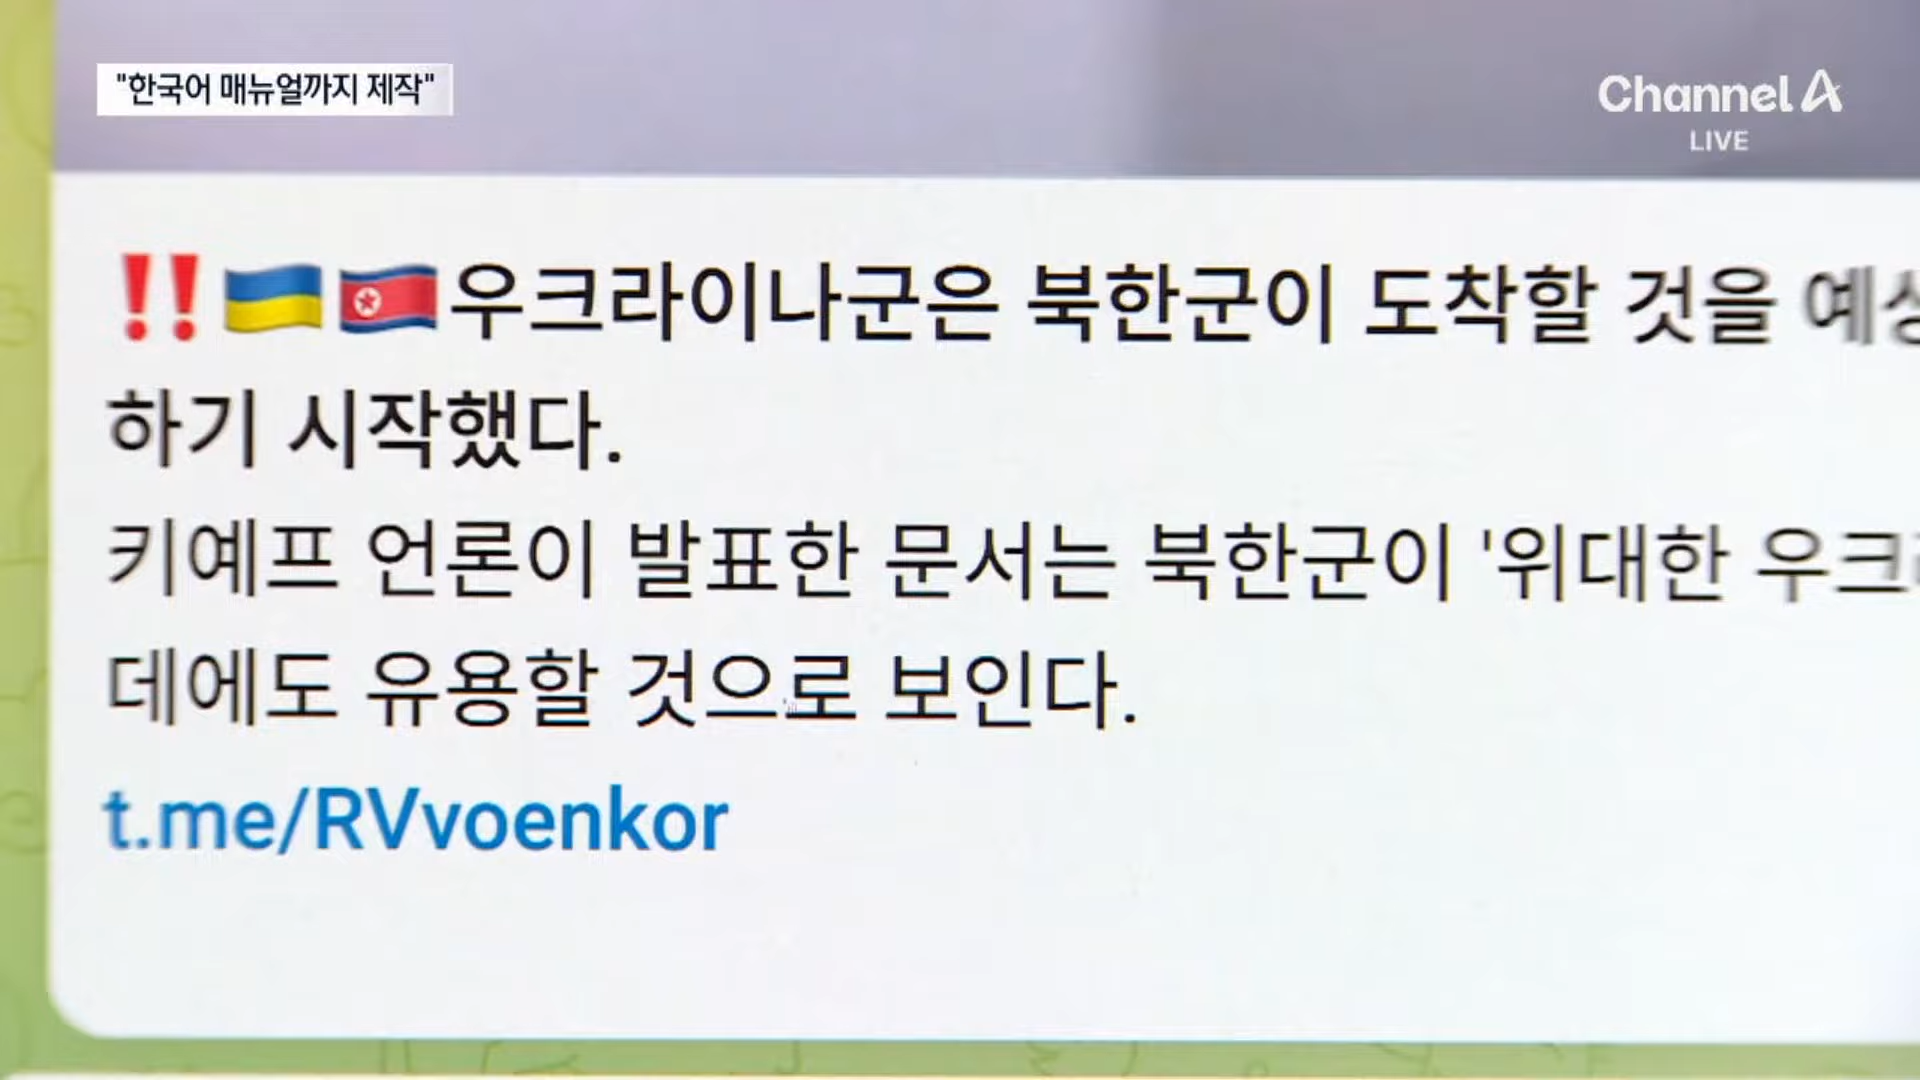 "한국어 매뉴얼까지 제작"
Channel A
LIVE
‼️🇺🇦🇰🇵우크라이나군은 북한군이 도착할 것을
하기 시작했다.
키예프 언론이 발표한 문서는 북한군이 '위대한
데에도 유용할 것으로 보인다.
t.me/RVvoenkor